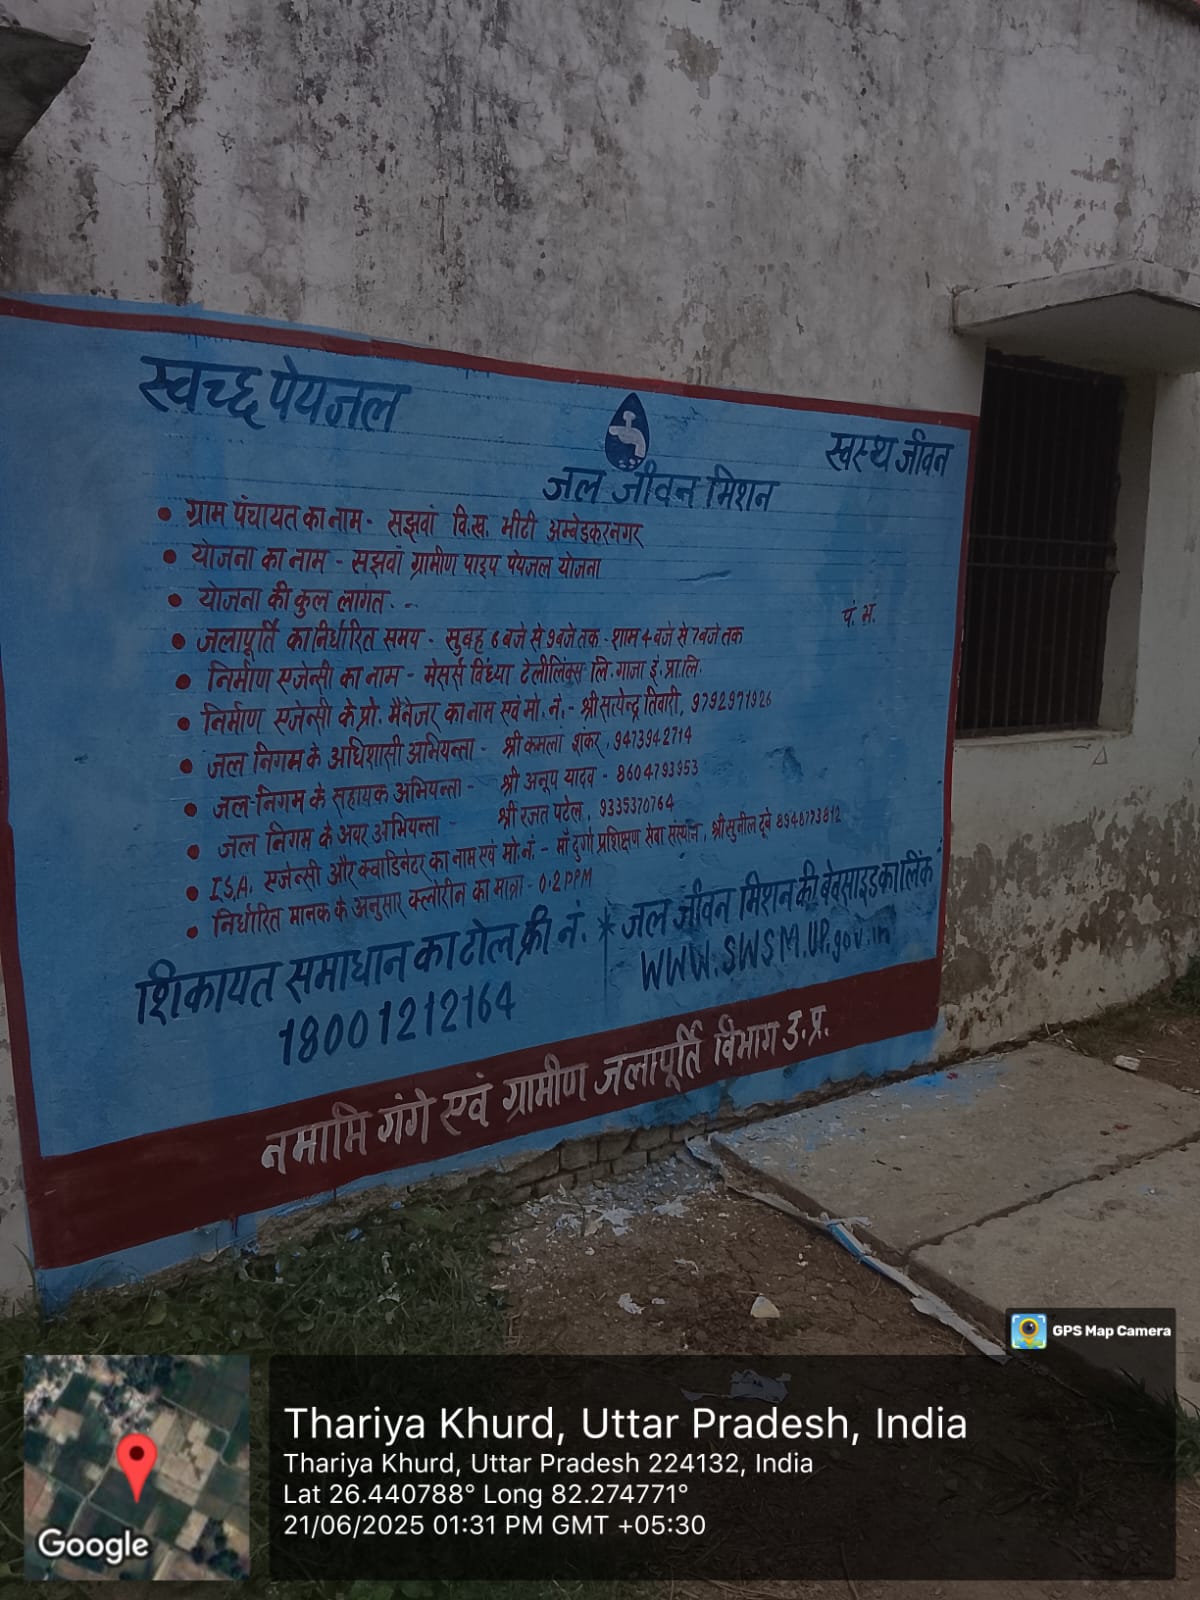 स्वच्छ पेयजल
स्वस्थ जीवन
जल जीवन मिशन
• ग्राम पंचायत का नाम - सझवां वि.ख. भीटी अम्बेडकरनगर
• योजना का नाम - सझवां ग्रामीण पाइप पेयजल योजना
• योजना की कुल लागत - -
पं. भ.
• जलापूर्ति का निर्धारित समय - सुबह 6 बजे से 9 बजे तक - शाम 4 बजे से 7 बजे तक
• निर्माण एजेन्सी का नाम - मेसर्स विंध्या टेलीलिंक्स लि. गाजा इं. प्रा. लि.
• निर्माण एजेन्सी के प्रो. मैनेजर का नाम एवं मो. नं. - श्री सत्येन्द्र तिवारी, 9792971926
• जल निगम के अधिशासी अभियन्ता - श्री कमला शंकर, 9473942714
• जल-निगम के सहायक अभियन्ता - श्री अनूप यादव - 8604793953
• जल निगम के अवर अभियन्ता - श्री रजत पटेल, 9335370764
• I.S.A. एजेन्सी और क्वाडिनेटर का नाम एवं मो. नं. - माँ दुर्गा प्रशिक्षण सेवा संस्थान, श्री सुनील दूबे 8948773812
• निर्धारित मानक के अनुसार क्लोरीन का मात्रा - 0.2 PPM
शिकायत समाधान का टोल फ्री नं.
18001212164
* जल जीवन मिशन की बेबसाइड का लिंक
WWW.SWSM.UP.gov.in
नमामि गंगे एवं ग्रामीण जलापूर्ति विभाग उ. प्र.
GPS Map Camera
Thariya Khurd, Uttar Pradesh, India
Thariya Khurd, Uttar Pradesh 224132, India
Lat 26.440788° Long 82.274771°
21/06/2025 01:31 PM GMT +05:30
Google